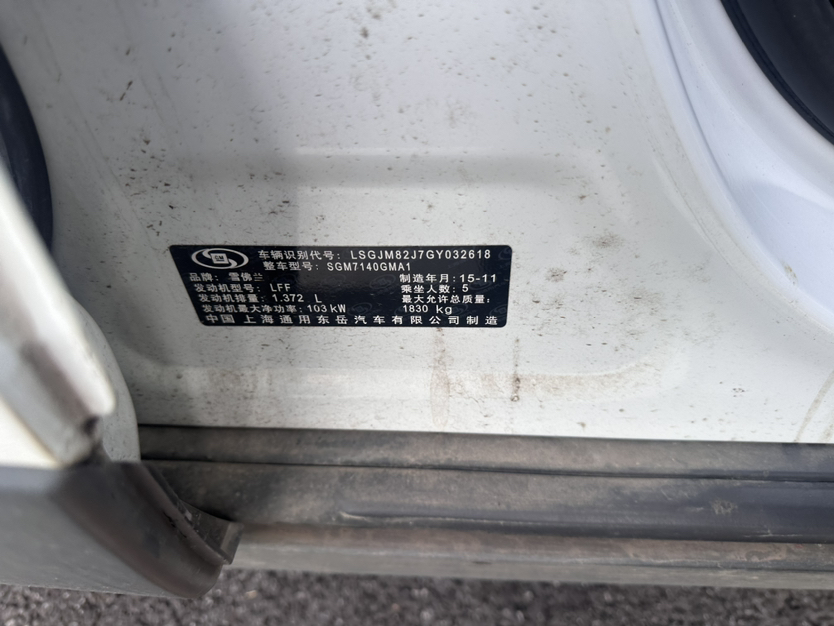 GM
车辆识别代号: LSGJM82J7GY032618
整车型号: SGM7140GMA1
品牌: 雪佛兰 制造年月:15-11
发动机型号: LFF 乘坐人数: 5
发动机排量: 1.372 L 最大允许总质量:
发动机最大净功率: 103 kW 1830 kg
中国 上海通用东岳汽车有限公司制造